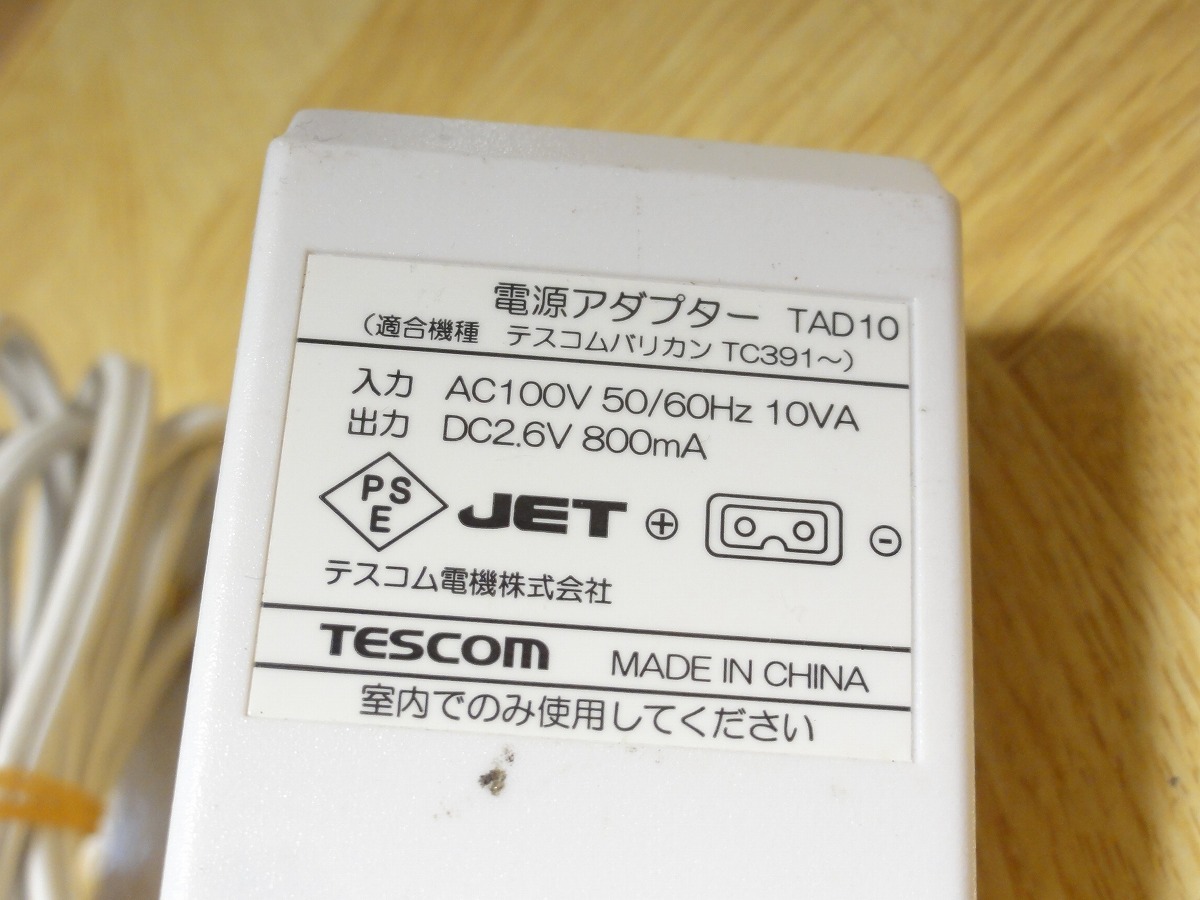 電源アダプター TAD10
（適合機種 テスコムバリカン TC391～）
入力 AC100V 50/60Hz 10VA
出力 DC2.6V 800mA
PS
E
JET + -
テスコム電機株式会社
TESCOM MADE IN CHINA
室内でのみ使用してください